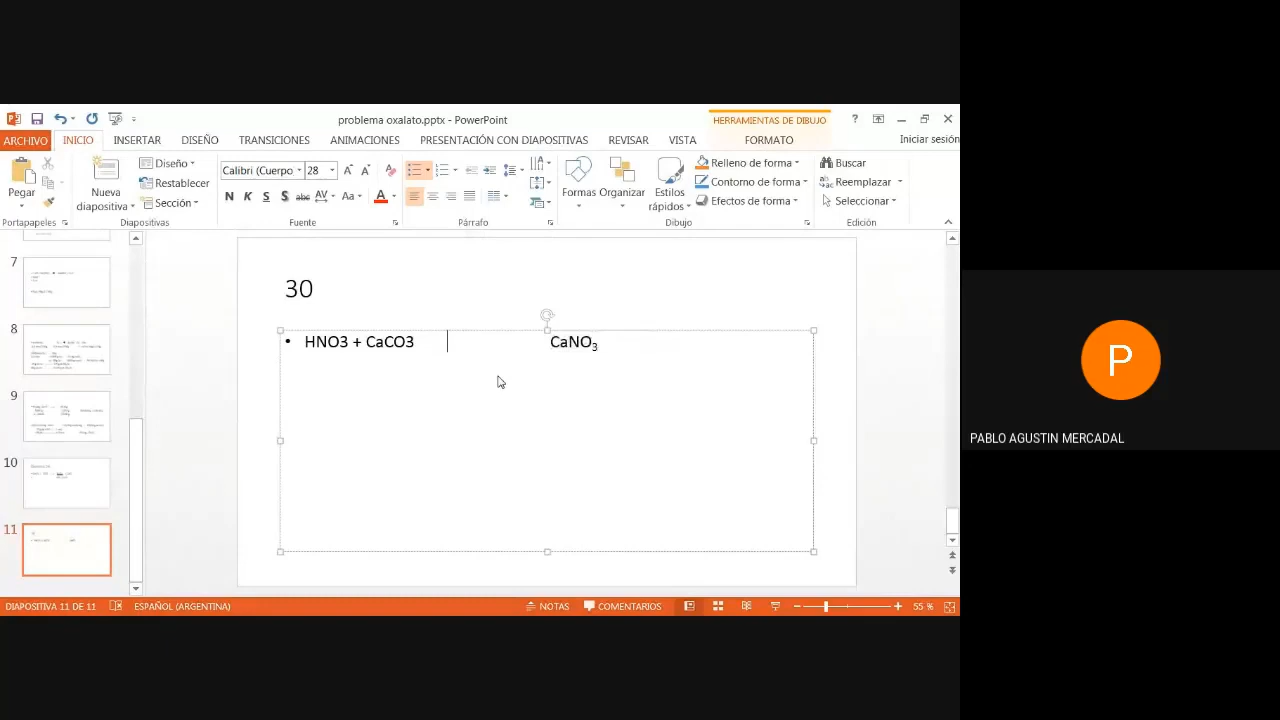 problema oxalato.pptx - PowerPoint
HERRAMIENTAS DE DIBUJO
?
ARCHIVO INICIO INSERTAR DISEÑO TRANSICIONES ANIMACIONES PRESENTACIÓN CON DIAPOSITIVAS REVISAR VISTA FORMATO Iniciar sesión
Pegar
Nueva diapositiva
Diseño
Restablecer
Sección
Calibri (Cuerpo 28
N K S S abc AV Aa A
Formas Organizar Estilos rápidos
Relleno de forma
Contorno de forma
Efectos de forma
Buscar
Reemplazar
Seleccionar
Portapapeles Diapositivas Fuente Párrafo Dibujo Edición
7
8
9
10
11
30
• HNO3 + CaCO3 CaNO₃
DIAPOSITIVA 11 DE 11 ESPAÑOL (ARGENTINA) NOTAS COMENTARIOS 55 %
P
PABLO AGUSTIN MERCADAL